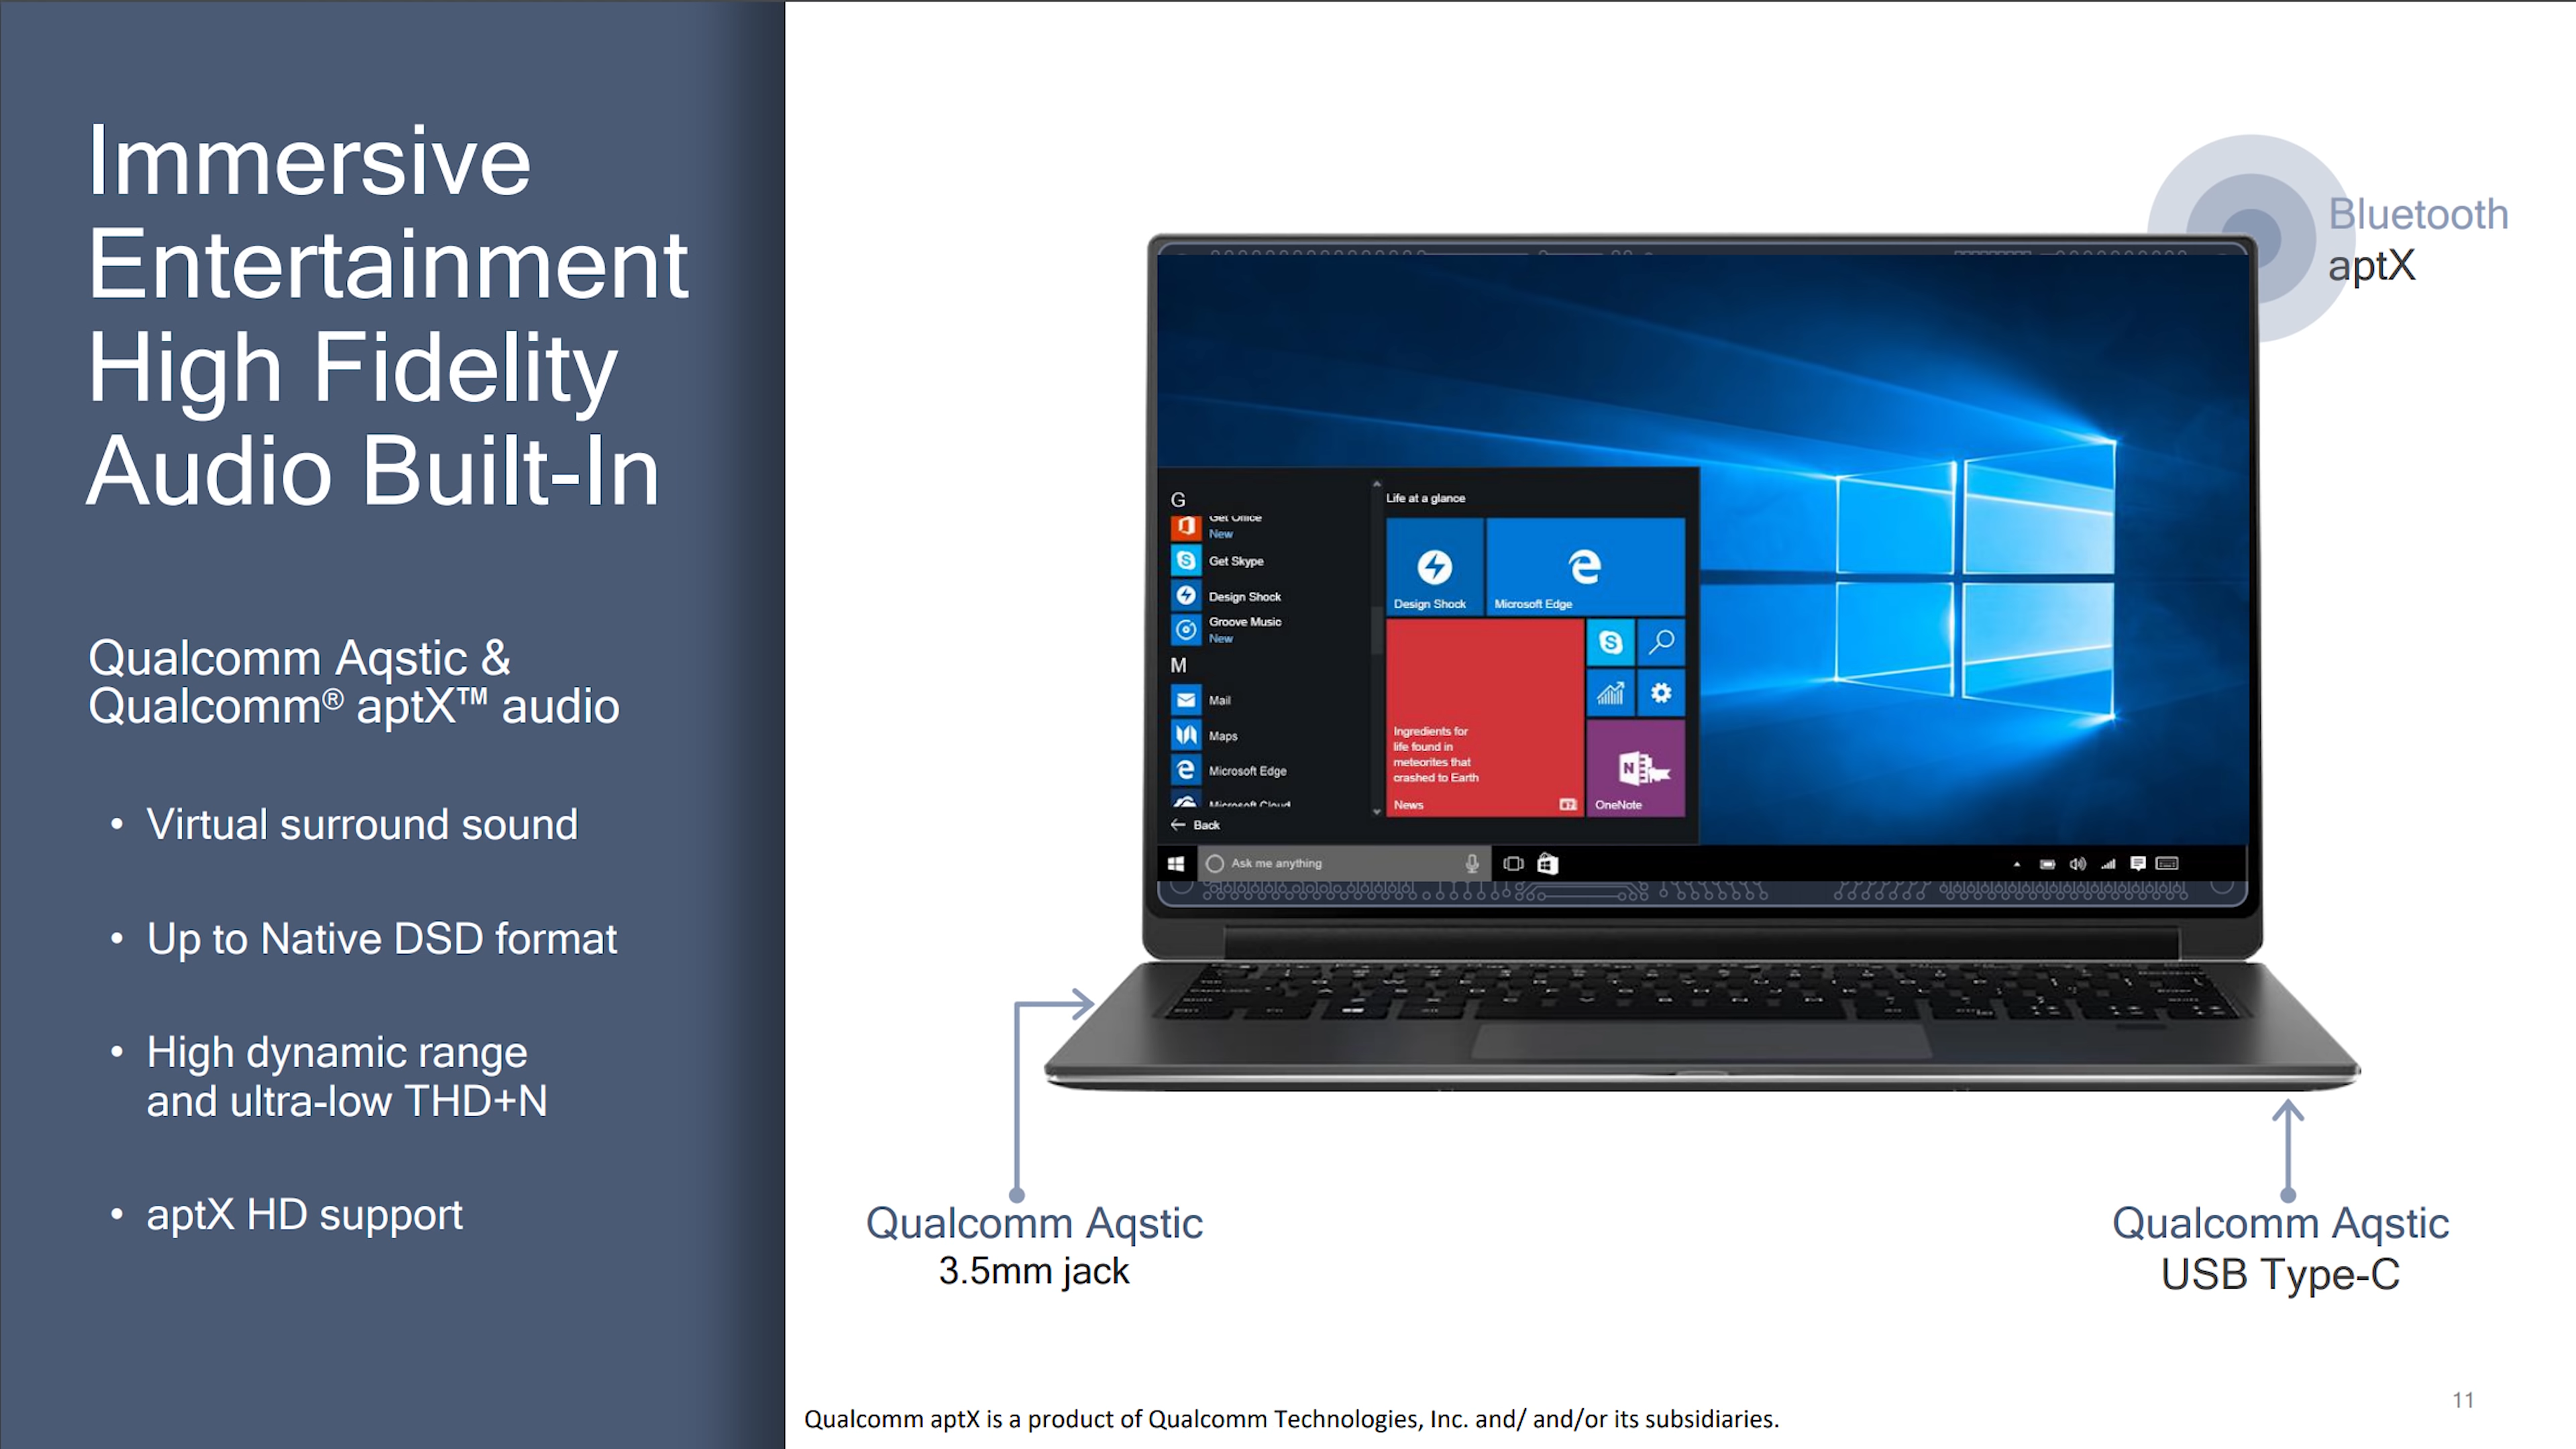 Immersive
Entertainment
High Fidelity
Audio Built-In
Qualcomm Aqstic &
Qualcomm® aptX™ audio
• Virtual surround sound
• Up to Native DSD format
• High dynamic range
and ultra-low THD+N
• aptX HD support
Bluetooth
aptX
G
Get Office
New
Get Skype
Design Shock
Groove Music
New
M
Mail
Maps
Microsoft Edge
Microsoft Cloud
Back
Life at a glance
Design Shock
Microsoft Edge
Ingredients for
life found in
meteorites that
crashed to Earth
News
OneNote
Ask me anything
Qualcomm Aqstic
3.5mm jack
Qualcomm Aqstic
USB Type-C
11
Qualcomm aptX is a product of Qualcomm Technologies, Inc. and/ and/or its subsidiaries.